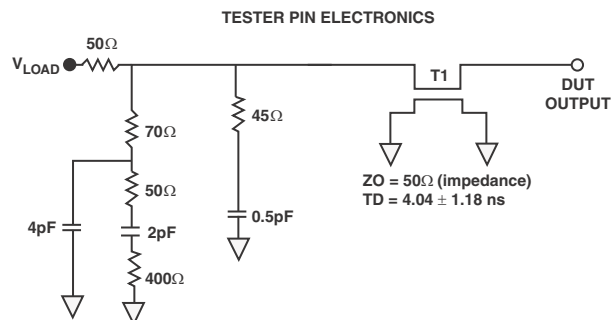 TESTER PIN ELECTRONICS
50Ω
VLOAD
T1
DUT
OUTPUT
70Ω
45Ω
50Ω
ZO = 50Ω (impedance)
TD = 4.04 ± 1.18 ns
4pF
2pF
0.5pF
400Ω